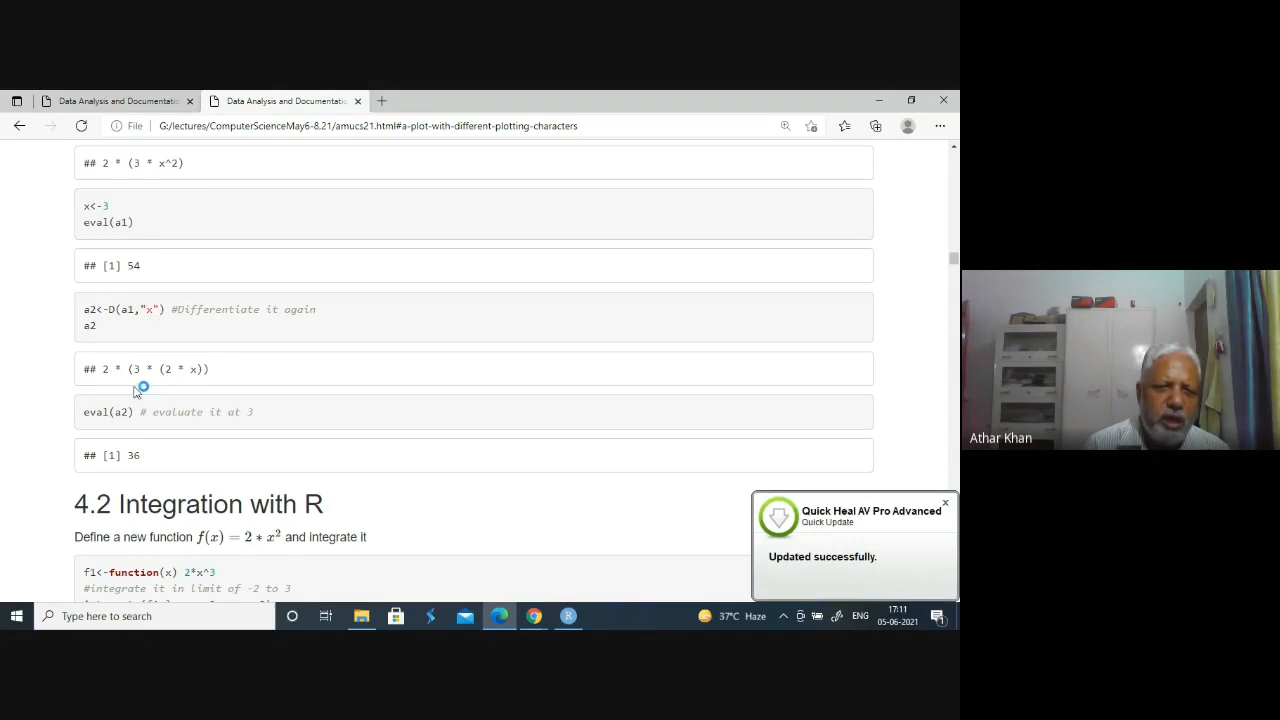 Data Analysis and Documentatic
Data Analysis and Documentatic
File
G:/lectures/ComputerScienceMay6-8.21/amucs21.html#a-plot-with-different-plotting-characters
## 2 * (3 * x^2)
x<-3
eval(a1)
## [1] 54
a2<-D(a1,"x") #Differentiate it again
a2
## 2 * (3 * (2 * x))
eval(a2) # evaluate it at 3
## [1] 36
4.2 Integration with R
Define a new function f(x) = 2 ∗ x² and integrate it
f1<-function(x) 2*x^3
#integrate it in limit of -2 to 3
Quick Heal AV Pro Advanced
Quick Update
Updated successfully.
Athar Khan
Type here to search
37°C Haze
ENG
17:11
05-06-2021
1